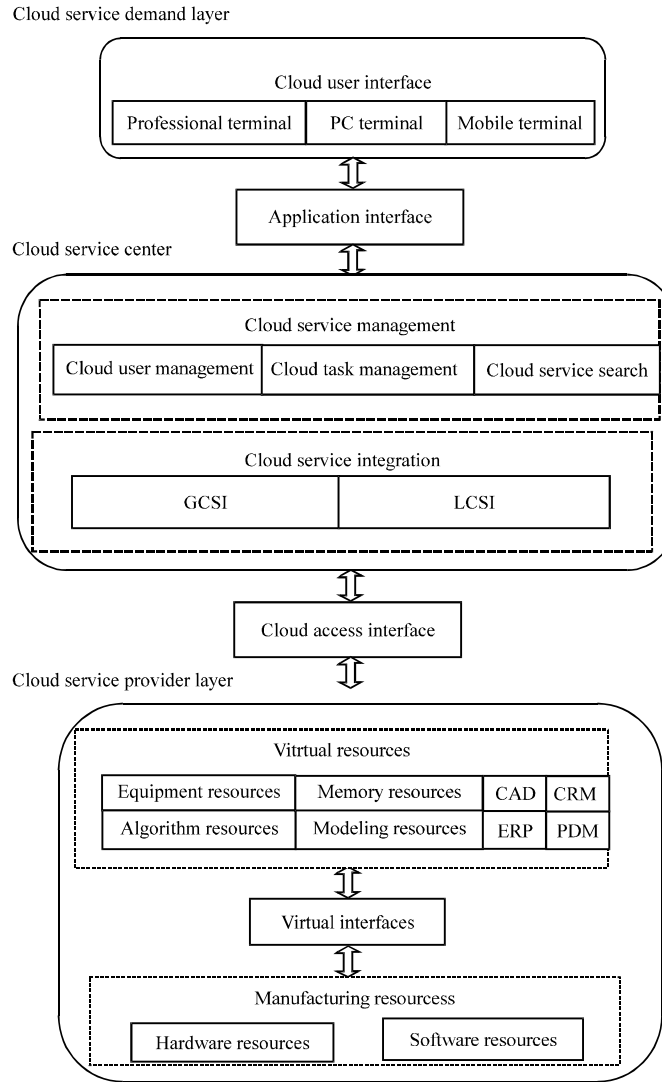 Cloud service demand layer
Cloud user interface
Professional terminal
PC terminal
Mobile terminal
Application interface
Cloud service center
Cloud service management
Cloud user management
Cloud task management
Cloud service search
Cloud service integration
GCSI
LCSI
Cloud access interface
Cloud service provider layer
Vitrtual resources
Equipment resources
Memory resources
CAD
CRM
Algorithm resources
Modeling resources
ERP
PDM
Virtual interfaces
Manufacturing resourcess
Hardware resources
Software resources